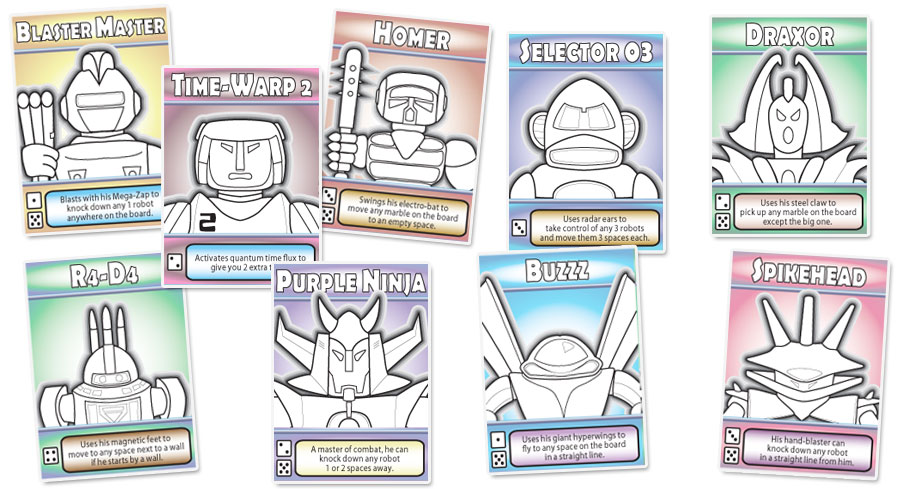 BLASTER MASTER
Blasts with his Mega-Zap to
knock down any 1 robot
anywhere on the board.
TIME-WARP 2
2
Activates quantum time flux to
give you 2 extra t
HOMER
Swings his electro-bat to
move any marble on the board
to an empty space.
SELECTOR 03
Uses radar ears to
take control of any 3 robots
and move them 3 spaces each.
DRAXOR
Uses his steel claw to
pick up any marble on the board
except the big one.
R4-D4
Uses his magnetic feet to
move to any space next to a wall
if he starts by a wall.
PURPLE NINJA
A master of combat, he can
knock down any robot
1 or 2 spaces away.
BUZZZ
Uses his giant hyperwings to
fly to any space on the board
in a straight line.
SPIKEHEAD
His hand-blaster can
knock down any robot
in a straight line from him.